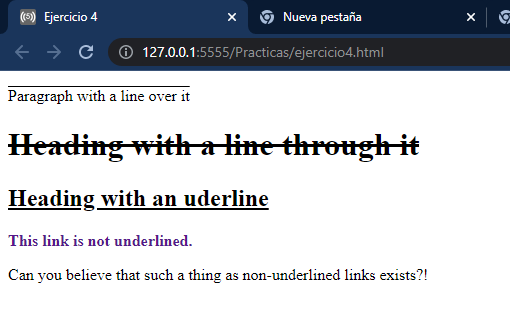 Ejercicio 4
Nueva pestaña
127.0.0.1:5555/Practicas/ejercicio4.html
Paragraph with a line over it
Heading with a line through it
Heading with an uderline
This link is not underlined.
Can you believe that such a thing as non-underlined links exists?!